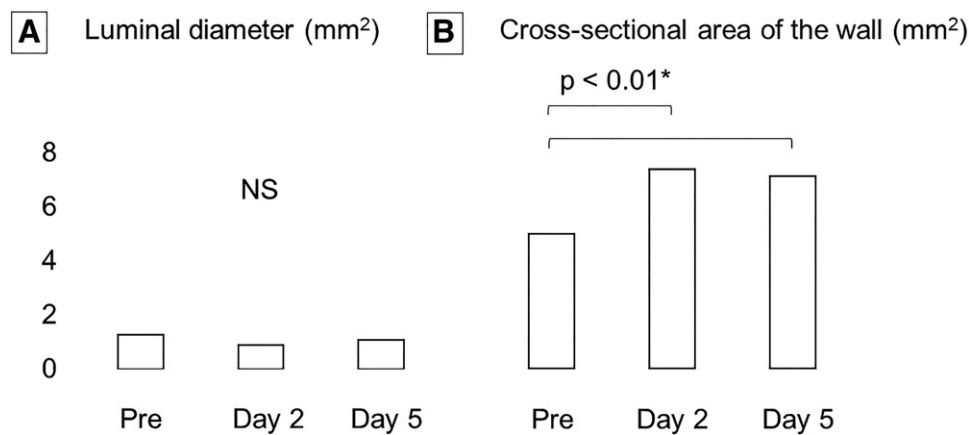 A Luminal diameter (mm²)
B Cross-sectional area of the wall (mm²)
p < 0.01*
8
NS
6
4
2
0
Pre Day 2 Day 5
Pre Day 2 Day 5